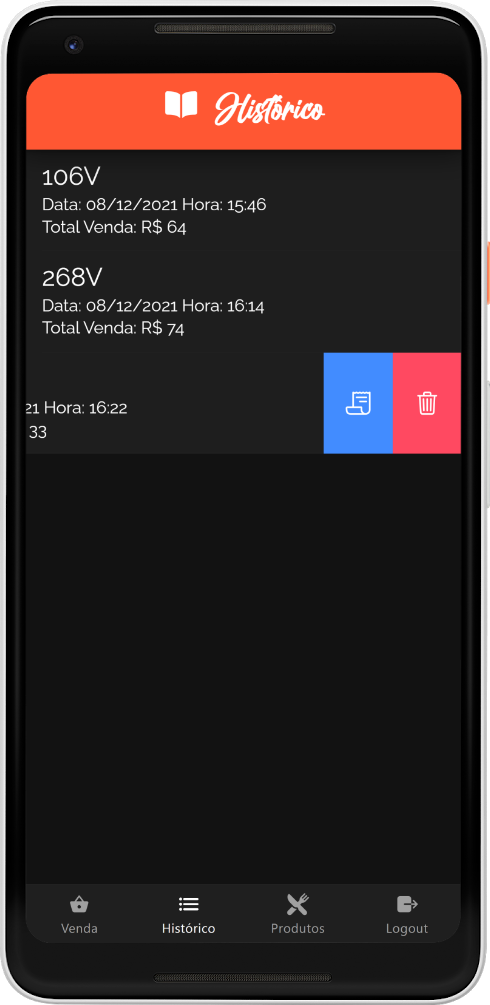 Histórico
106V
Data: 08/12/2021 Hora: 15:46
Total Venda: R$ 64
268V
Data: 08/12/2021 Hora: 16:14
Total Venda: R$ 74
21 Hora: 16:22
33
Venda
Histórico
Produtos
Logout